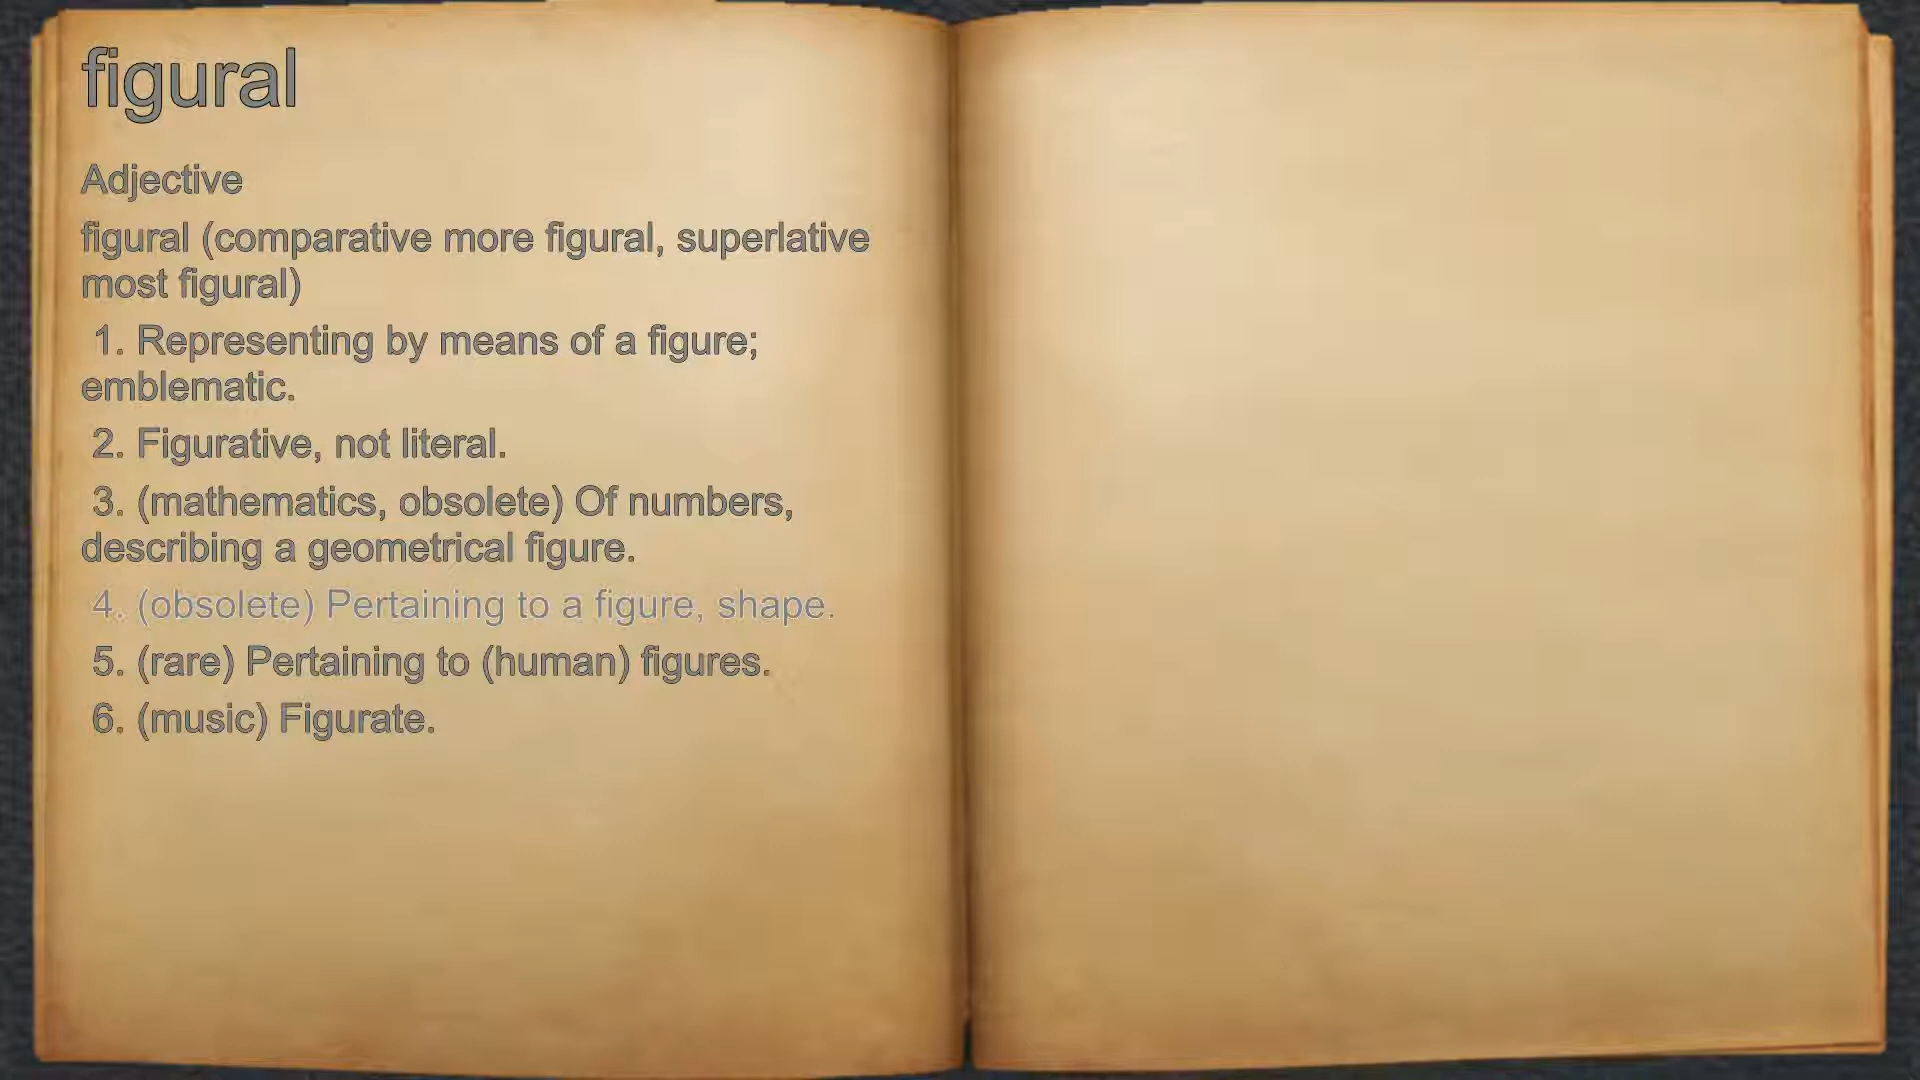 figural
Adjective
figural (comparative more figural, superlative
most figural)
1. Representing by means of a figure;
emblematic.
2. Figurative, not literal.
3. (mathematics, obsolete) Of numbers,
describing a geometrical figure.
4. (obsolete) Pertaining to a figure, shape.
5. (rare) Pertaining to (human) figures.
6. (music) Figurate.